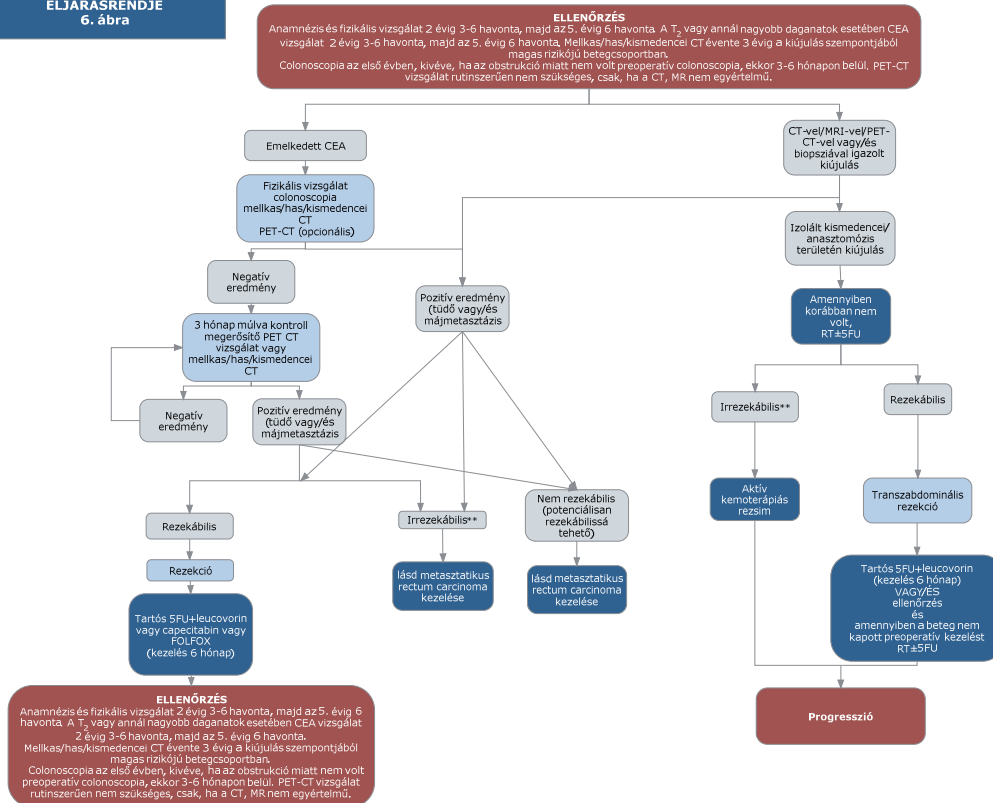 ELJÁRÁSRENDJE
6. ábra
ELLENŐRZÉS
Anamnézis és fizikális vizsgálat 2 évig 3-6 havonta, majd az 5. évig 6 havonta. A T₂ vagy annál nagyobb daganatok esetében CEA
vizsgálat 2 évig 3-6 havonta, majd az 5. évig 6 havonta. Mellkas/has/kismedencei CT évente 3 évig a kiújulás szempontjából
magas rizikójú betegcsoportban.
Colonoscopia az első évben, kivéve, ha az obstrukció miatt nem volt preoperatív colonoscopia, ekkor 3-6 hónapon belül. PET-CT
vizsgálat rutinszerűen nem szükséges, csak, ha a CT, MR nem egyértelmű.
Emelkedett CEA
CT-vel/MRI-vel/PET-
CT-vel vagy/és
biopsziával igazolt
kiújulás
Fizikális vizsgálat
colonoscopia
mellkas/has/kismedencei
CT
PET-CT (opcionális)
Izolált kismedencei/
anasztomózis
területén kiújulás
Negatív
eredmény
Pozitív eredmény
(tüdő vagy/és
májmetasztázis
Amennyiben
korábban nem
volt,
RT±5FU
3 hónap múlva kontroll
megerősítő PET CT
vizsgálat vagy
mellkas/has/kismedencei
CT
Negatív
eredmény
Pozitív eredmény
(tüdő vagy/és
májmetasztázis
Irrezekábilis**
Rezekábilis
Aktív
kemoterápiás
rezsim
Transzabdominális
rezekció
Rezekábilis
Irrezekábilis**
Nem rezekábilis
(potenciálisan
rezekábilissá
tehető)
Rezekció
lásd metasztatikus
rectum carcinoma
kezelése
lásd metasztatikus
rectum carcinoma
kezelése
Tartós 5FU+leucovorin
(kezelés 6 hónap)
VAGY/ÉS
ellenőrzés
és
amennyiben a beteg nem
kapott preoperatív kezelést
RT±5FU
Tartós 5FU+leucovorin
vagy capecitabin vagy
FOLFOX
(kezelés 6 hónap)
Progresszió
ELLENŐRZÉS
Anamnézis és fizikális vizsgálat 2 évig 3-6 havonta, majd az 5. évig 6
havonta. A T₂ vagy annál nagyobb daganatok esetében CEA vizsgálat
2 évig 3-6 havonta, majd az 5. évig 6 havonta.
Mellkas/has/kismedencei CT évente 3 évig a kiújulás szempontjából
magas rizikójú betegcsoportban.
Colonoscopia az első évben, kivéve, ha az obstrukció miatt nem volt
preoperatív colonoscopia, ekkor 3-6 hónapon belül. PET-CT vizsgálat
rutinszerűen nem szükséges, csak, ha a CT, MR nem egyértelmű.